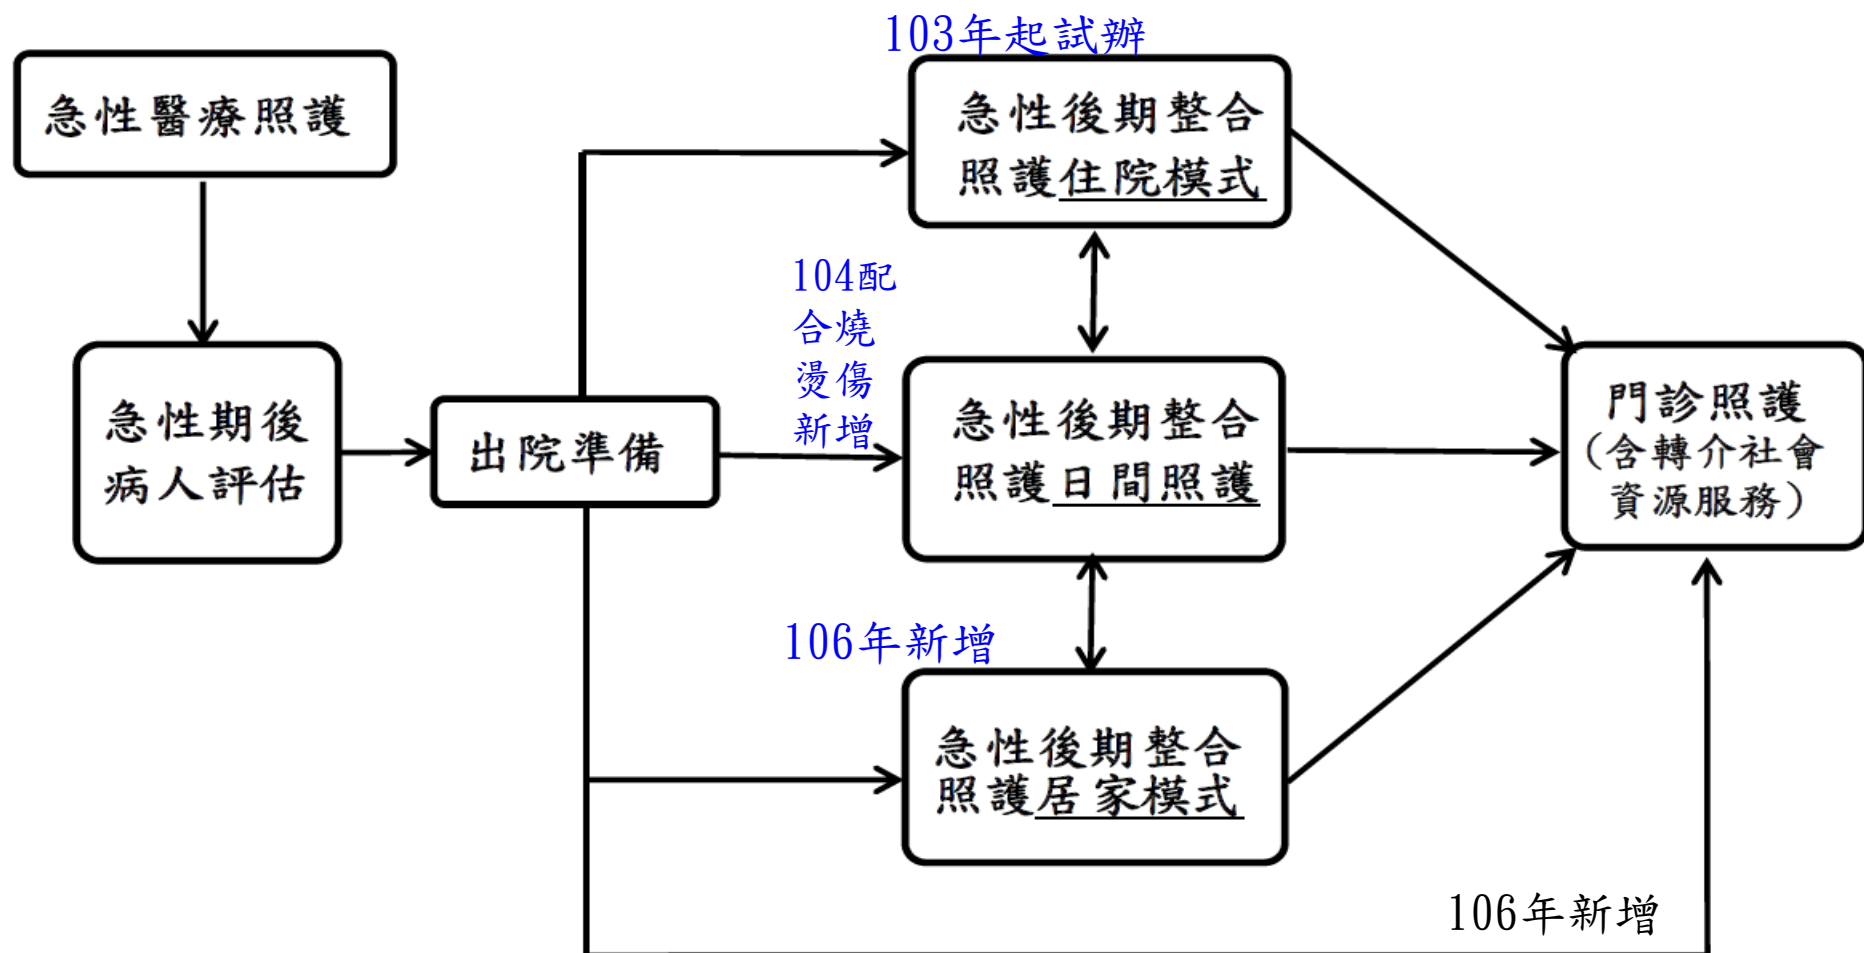 103年起試辦
急性醫療照護
急性後期整合
照護住院模式
104配
合燒
燙傷
新增
急性期後
病人評估
出院準備
急性後期整合
照護日間照護
門診照護
(含轉介社會
資源服務)
106年新增
急性後期整合
照護居家模式
106年新增